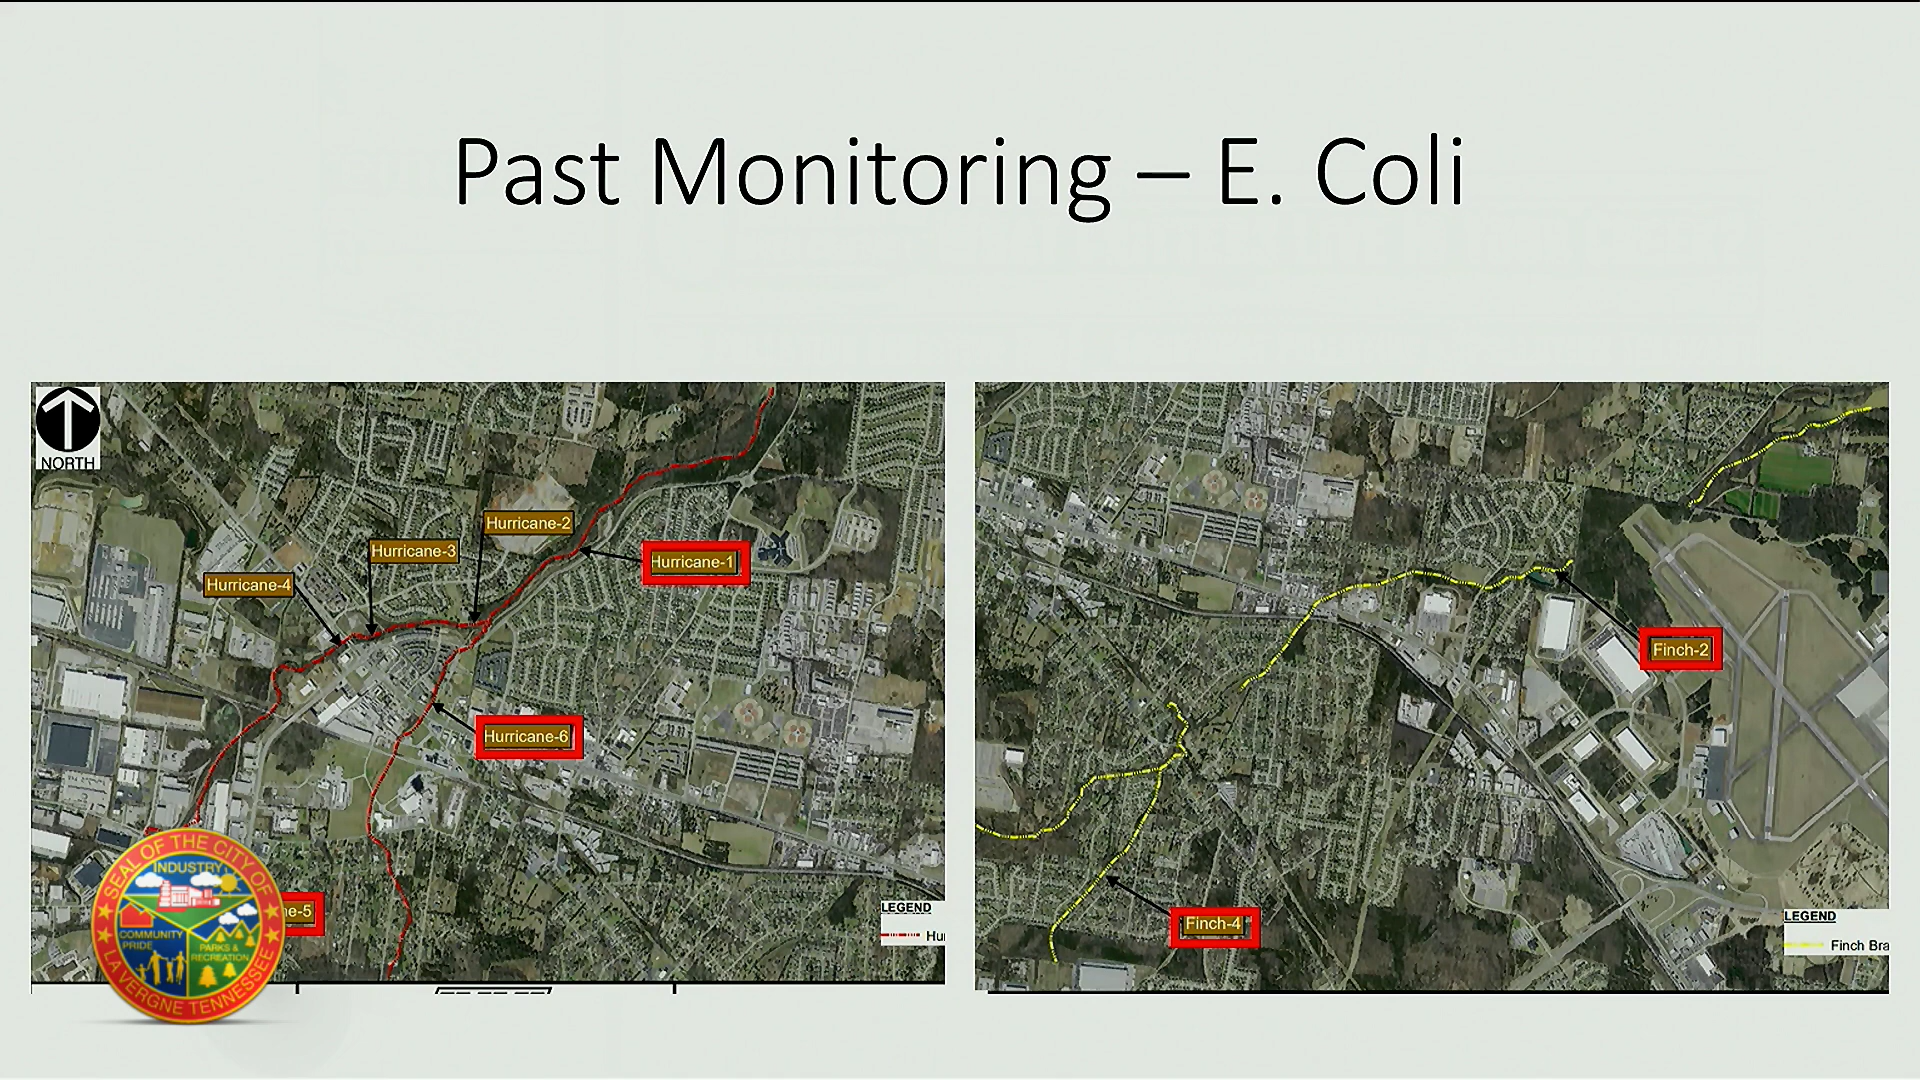 Past Monitoring – E. Coli
NORTH
Hurricane-2
Hurricane-3
Hurricane-1
Hurricane-4
Hurricane-6
ne-5
LEGEND
Hur
Finch-2
Finch-4
LEGEND
Finch Bra
SEAL OF THE CITY OF
LA VERGNE TENNESSEE
INDUSTRY
COMMUNITY
PRIDE
PARKS &
RECREATION